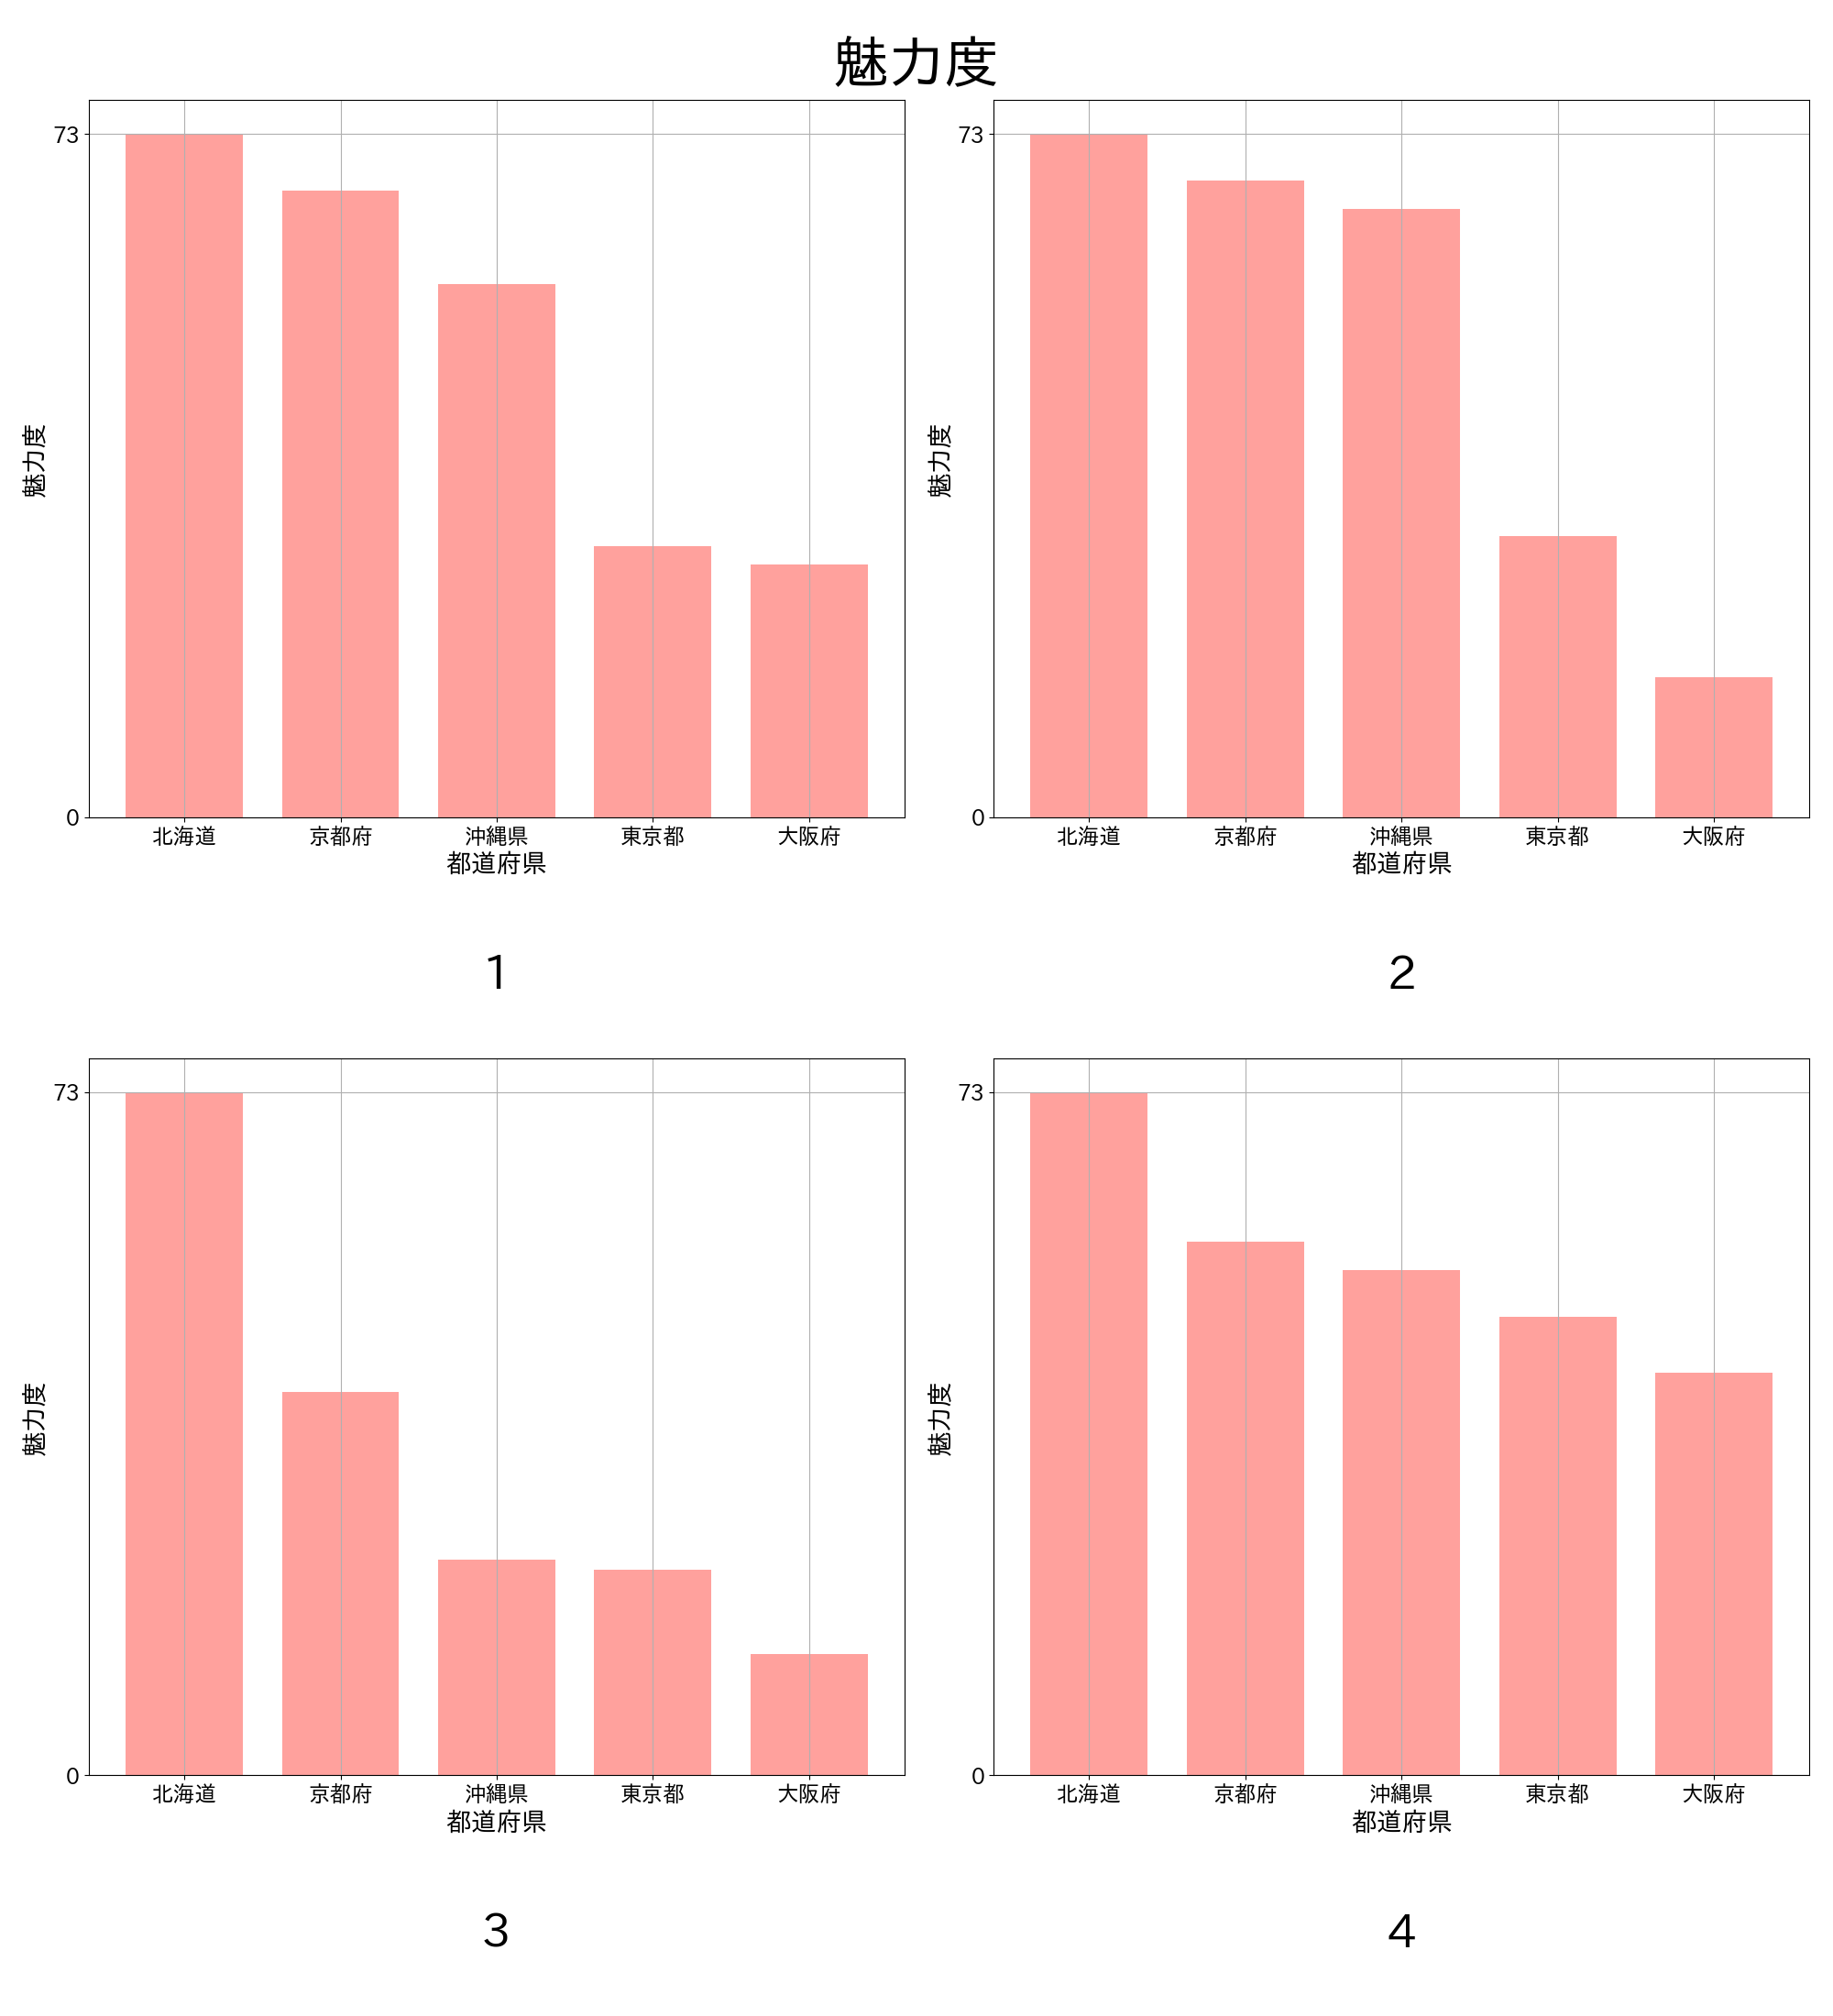 魅力度
73
0
魅力度
北海道 京都府 沖縄県 東京都 大阪府
都道府県
1
73
0
魅力度
北海道 京都府 沖縄県 東京都 大阪府
都道府県
2
73
0
魅力度
北海道 京都府 沖縄県 東京都 大阪府
都道府県
3
73
0
魅力度
北海道 京都府 沖縄県 東京都 大阪府
都道府県
4